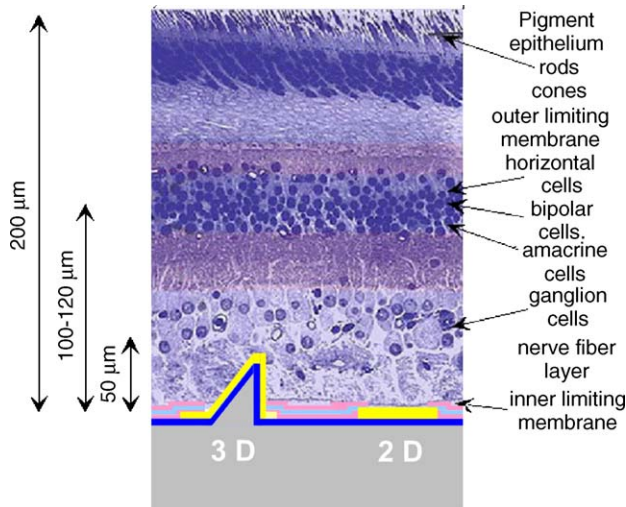 Pigment
epithelium
rods
cones
outer limiting
membrane
horizontal
cells
bipolar
cells.
amacrine
cells
ganglion
cells
nerve fiber
layer
inner limiting
membrane
200 µm
100-120 µm
50 µm
3 D
2 D